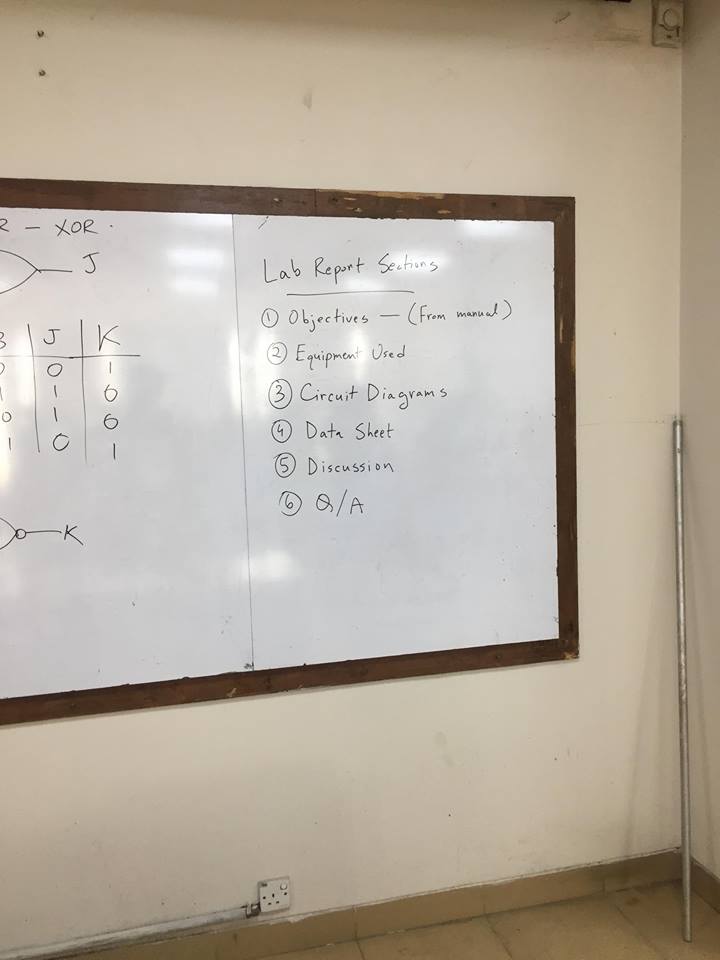 R - XOR.
J
B | J | K
0 | 0 | 1
1 | 1 | 0
0 | 1 | 0
1 | 0 | 1
K
Lab Report Sections
① Objectives — (From manual)
② Equipment Used
③ Circuit Diagrams
④ Data Sheet
⑤ Discussion
⑥ Q/A